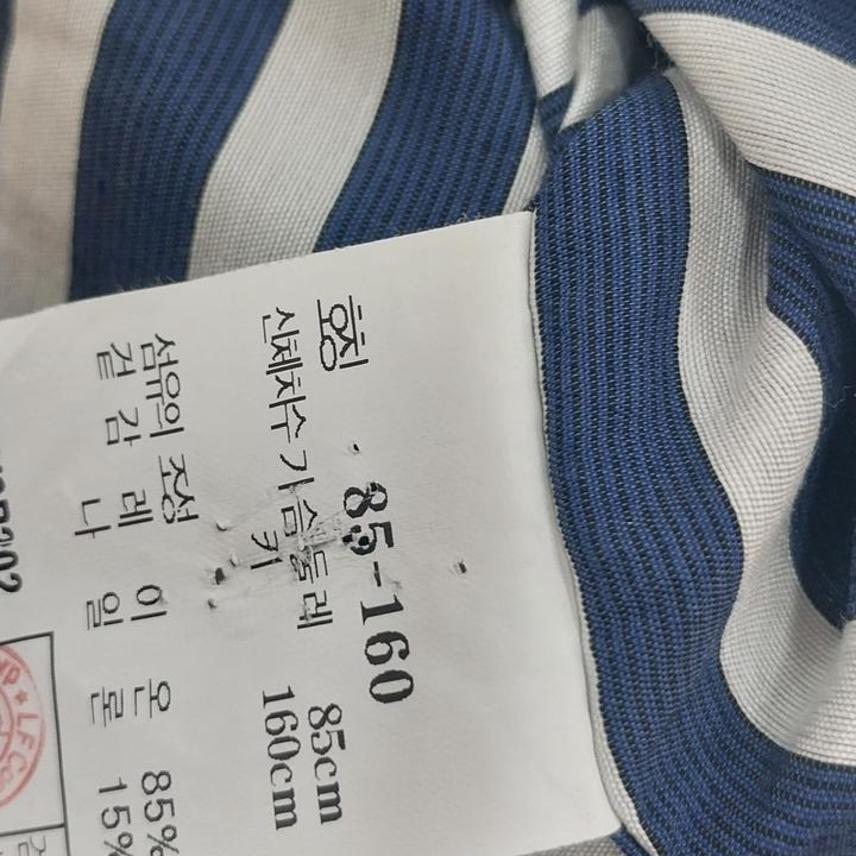 호칭 85-160
신체치수 가슴둘레 85cm
키 160cm
섬유의 조성
겉감 레이온 85%
나일론 15%